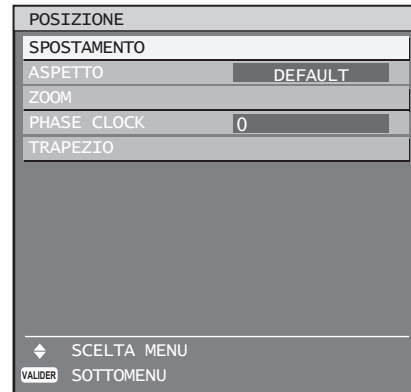 POSIZIONE
SPOSTAMENTO
ASPETTO DEFAULT
ZOOM
PHASE CLOCK 0
TRAPEZIO
SCELTA MENU
VALIDER SOTTOMENU